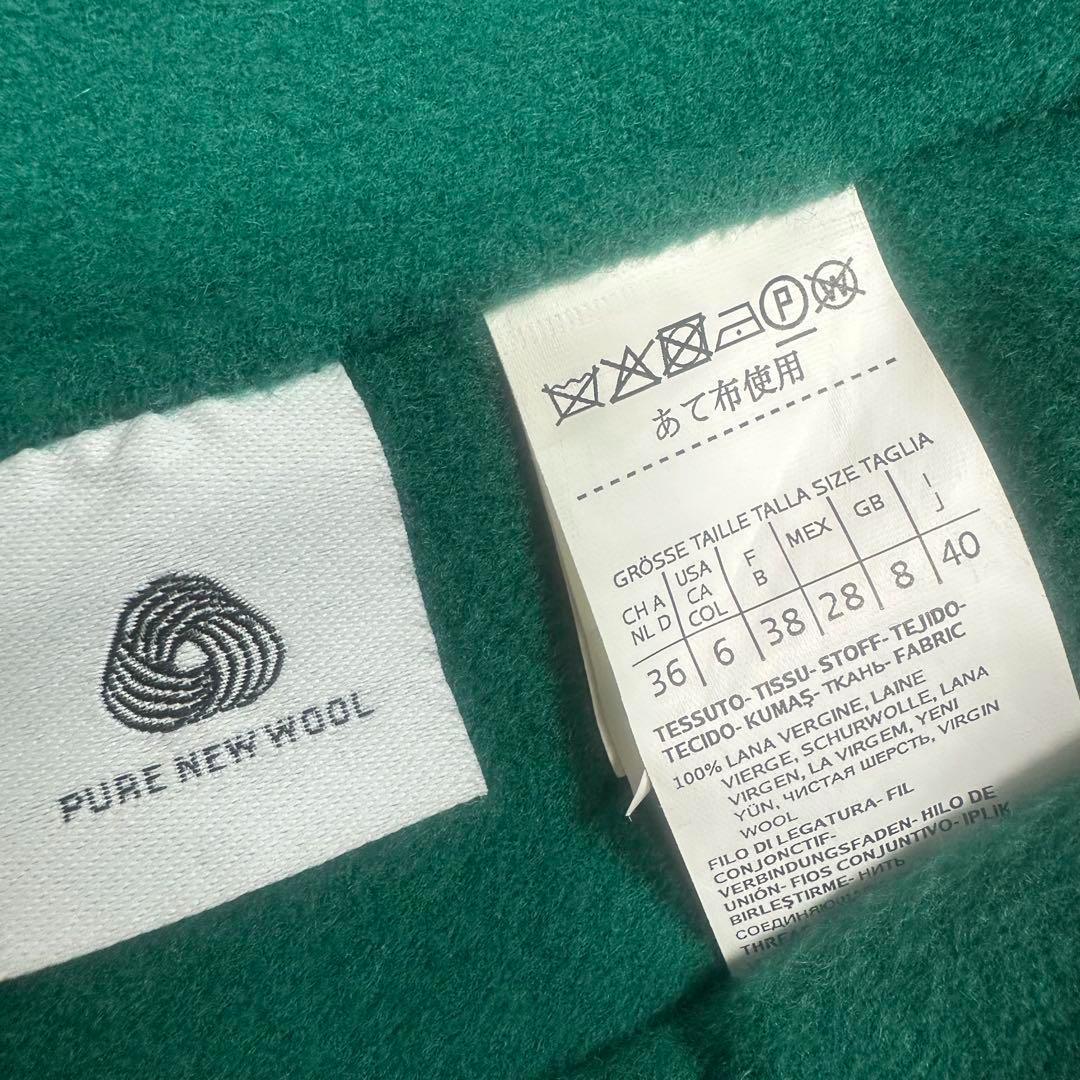 PURE NEW WOOL
P W
あて布使用
GRÖSSE TAILLE TALLA SIZE TAGLIA
CH A NL D
USA CA COL
F B
MEX
GB
I J
36 6 38 28 8 40
TESSUTO- TISSU- STOFF- TEJIDO-
TECIDO- KUMAŞ- ТКАНЬ- FABRIC
100% LANA VERGINE, LAINE
VIERGE, SCHURWOLLE, LANA
VIRGEN, LA VIRGEM, YENI
YÜN, ЧИСТАЯ ШЕРСТЬ, VIRGIN
WOOL
FILO DI LEGATURA- FIL
CONJONCTIF-
VERBINDUNGSFADEN- HILO DE
UNIÓN- FIOS CONJUNTIVO- IPLIK
BIRLEŞTIRME- НИТЬ